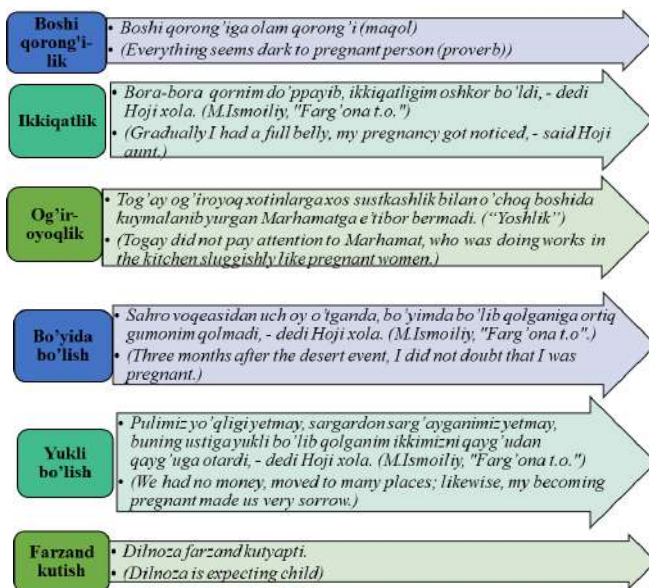 Boshi
qorong'i-
lik
• Boshi qorong'iga olam qorong'i (maqol)
• (Everything seems dark to pregnant person (proverb))
Ikkiqatlik
• Bora-bora qornim do'ppayib, ikkiqatligim oshkor bo'ldi, - dedi
Hoji xola. (M.Ismoiliy, "Farg'ona t.o.")
• (Gradually I had a full belly, my pregnancy got noticed, - said Hoji
aunt.)
Og'ir-
oyoqlik
• Tog'ay og'iroyoq xotinlarga xos sustkashlik bilan o'choq boshida
kuymalanib yurgan Marhamatga e'tibor bermadi. (“Yoshlik”)
• (Togay did not pay attention to Marhamat, who was doing works in
the kitchen sluggishly like pregnant women.)
Bo'yida
bo'lish
• Sahro voqeasidan uch oy o'tganda, bo'yimda bo'lib qolganiga ortiq
gumonim qolmadi, - dedi Hoji xola. (M.Ismoiliy, "Farg'ona t.o".)
• (Three months after the desert event, I did not doubt that I was
pregnant.)
Yukli
bo'lish
• Pulimiz yo'qligi yetmay, sargardon sarg'ayganimiz yetmay,
buning ustiga yukli bo'lib qolganim ikkimizni qayg'udan
qayg'uga otardi, - dedi Hoji xola. (M.Ismoiliy, "Farg'ona t.o.")
• (We had no money, moved to many places; likewise, my becoming
pregnant made us very sorrow.)
Farzand
kutish
• Dilnoza farzand kutyapti.
• (Dilnoza is expecting child)